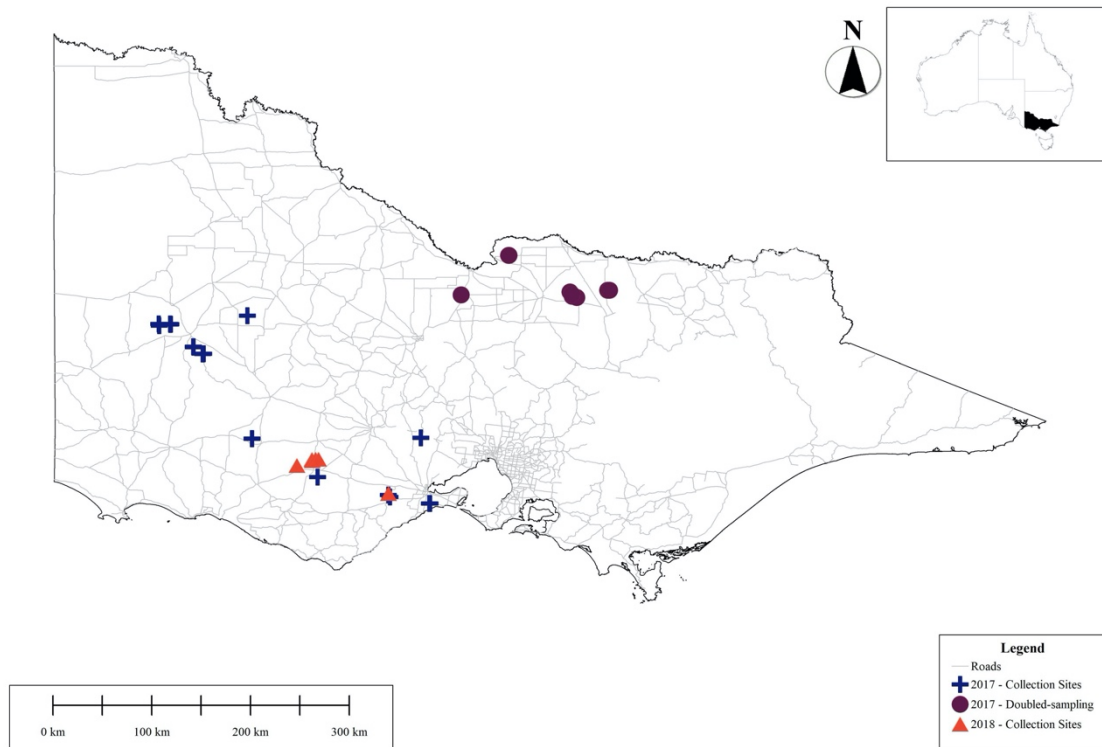 N
Legend
Roads
2017 - Collection Sites
2017 - Doubled-sampling
2018 - Collection Sites
0 km 100 km 200 km 300 km